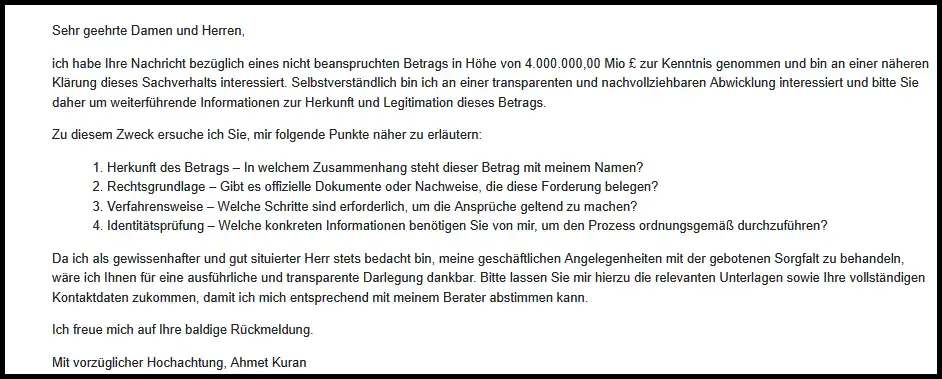 Sehr geehrte Damen und Herren,
ich habe Ihre Nachricht bezüglich eines nicht beanspruchten Betrags in Höhe von 4.000.000,00 Mio £ zur Kenntnis genommen und bin an einer näheren
Klärung dieses Sachverhalts interessiert. Selbstverständlich bin ich an einer transparenten und nachvollziehbaren Abwicklung interessiert und bitte Sie
daher um weiterführende Informationen zur Herkunft und Legitimation dieses Betrags.
Zu diesem Zweck ersuche ich Sie, mir folgende Punkte näher zu erläutern:
1. Herkunft des Betrags – In welchem Zusammenhang steht dieser Betrag mit meinem Namen?
2. Rechtsgrundlage – Gibt es offizielle Dokumente oder Nachweise, die diese Forderung belegen?
3. Verfahrensweise – Welche Schritte sind erforderlich, um die Ansprüche geltend zu machen?
4. Identitätsprüfung – Welche konkreten Informationen benötigen Sie von mir, um den Prozess ordnungsgemäß durchzuführen?
Da ich als gewissenhafter und gut situierter Herr stets bedacht bin, meine geschäftlichen Angelegenheiten mit der gebotenen Sorgfalt zu behandeln,
wäre ich Ihnen für eine ausführliche und transparente Darlegung dankbar. Bitte lassen Sie mir hierzu die relevanten Unterlagen sowie Ihre vollständigen
Kontaktdaten zukommen, damit ich mich entsprechend mit meinem Berater abstimmen kann.
Ich freue mich auf Ihre baldige Rückmeldung.
Mit vorzüglicher Hochachtung, Ahmet Kuran